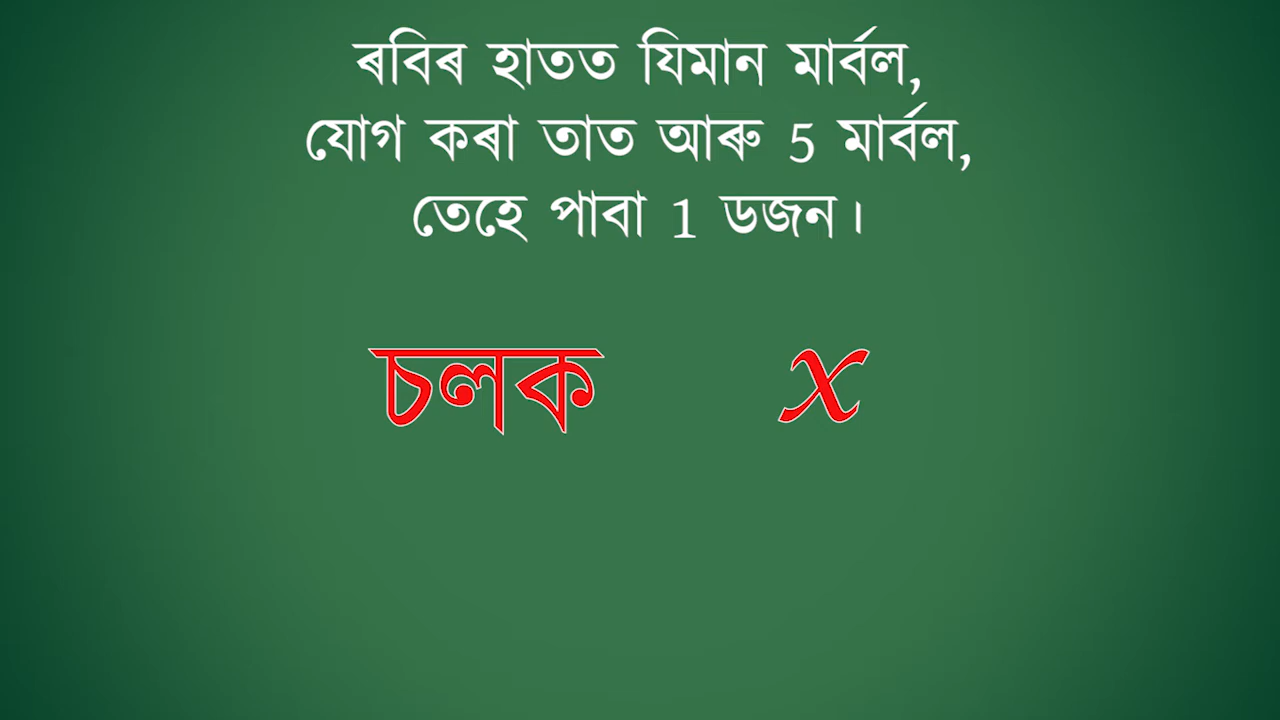 ৰবিৰ হাতত যিমান মাৰ্বল,
যোগ কৰা তাত আৰু 5 মাৰ্বল,
তেহে পাবা 1 ডজন।
চলক x